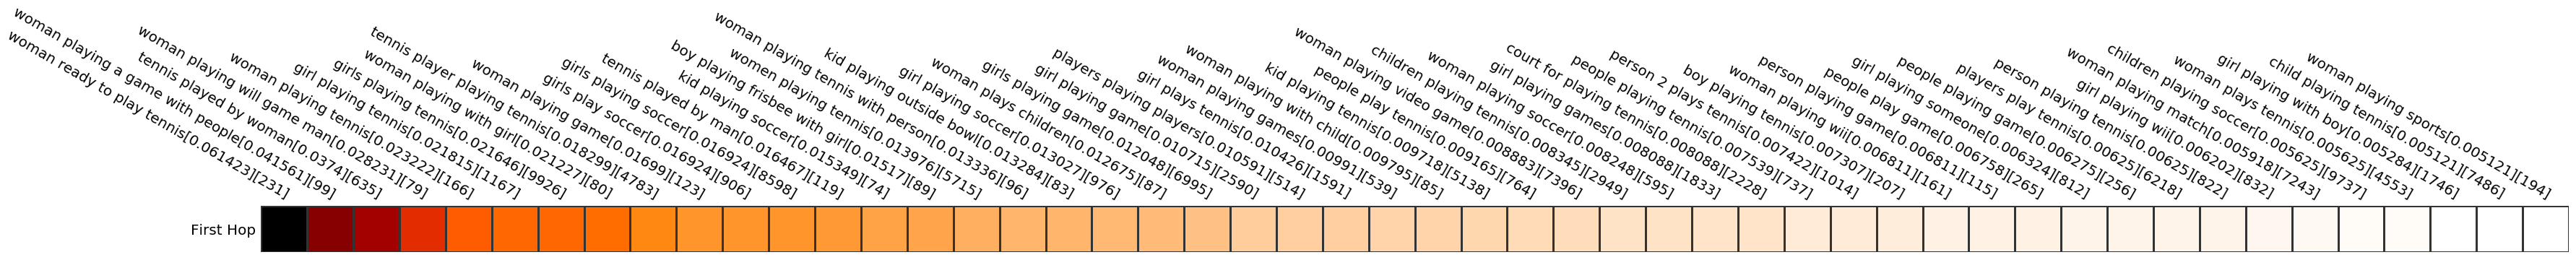 woman ready to play tennis[0.061423][231]
woman playing a game with people[0.041561][99]
tennis played by woman[0.0374][635]
woman playing will game man[0.02823][79]
woman playing tennis[0.023222][166]
girl playing tennis[0.021815][1167]
girls playing tennis[0.021646][9926]
woman playing with girl[0.02122][80]
tennis player playing tennis[0.018299][4783]
woman playing game[0.01699][123]
girls play soccer[0.016924][906]
girls playing soccer[0.016924][8598]
tennis played by man[0.016467][119]
kid playing soccer[0.015349][74]
boy playing frisbee with girl[0.01517][89]
women playing tennis[0.013976][5715]
woman playing tennis with person[0.013336][96]
kid playing outside bowl[0.013284][83]
girl playing soccer[0.013027][976]
woman plays children[0.012675][87]
girls playing game[0.012048][6995]
girl playing game[0.010715][2590]
players playing players[0.010591][514]
girl plays tennis[0.010426][1591]
woman playing games[0.00991][539]
woman playing with child[0.009795][85]
kid playing tennis[0.009718][5138]
people play tennis[0.009165][764]
woman playing video game[0.008883][7396]
children playing tennis[0.008345][2949]
woman playing soccer[0.008248][595]
girl playing games[0.008088][1833]
court for playing tennis[0.008088][2228]
people playing tennis[0.007539][737]
person 2 plays tennis[0.007422][1014]
boy playing tennis[0.007307][207]
woman playing wii[0.006811][161]
person playing game[0.006811][115]
people play game[0.006758][265]
girl playing someone[0.006324][812]
people playing game[0.006275][256]
players play tennis[0.00625][6218]
person playing tennis[0.00625][822]
girl playing wii[0.006202][832]
woman playing match[0.005918][7243]
children playing soccer[0.005625][9737]
woman plays tennis[0.005625][4553]
girl playing with boy[0.005284][1746]
child playing tennis[0.005121][7486]
woman playing sports[0.005121][194]
First Hop